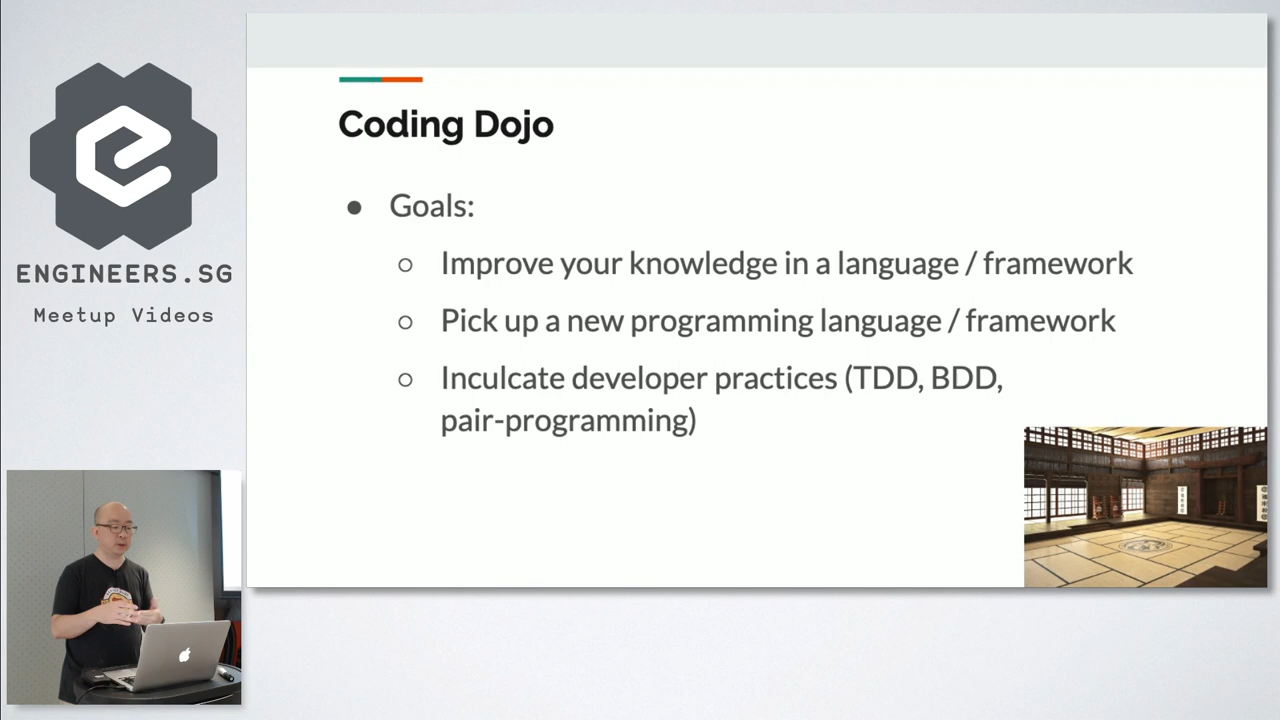 ENGINEERS.SG
Meetup Videos
Coding Dojo
● Goals:
○ Improve your knowledge in a language / framework
○ Pick up a new programming language / framework
○ Inculcate developer practices (TDD, BDD,
pair-programming)